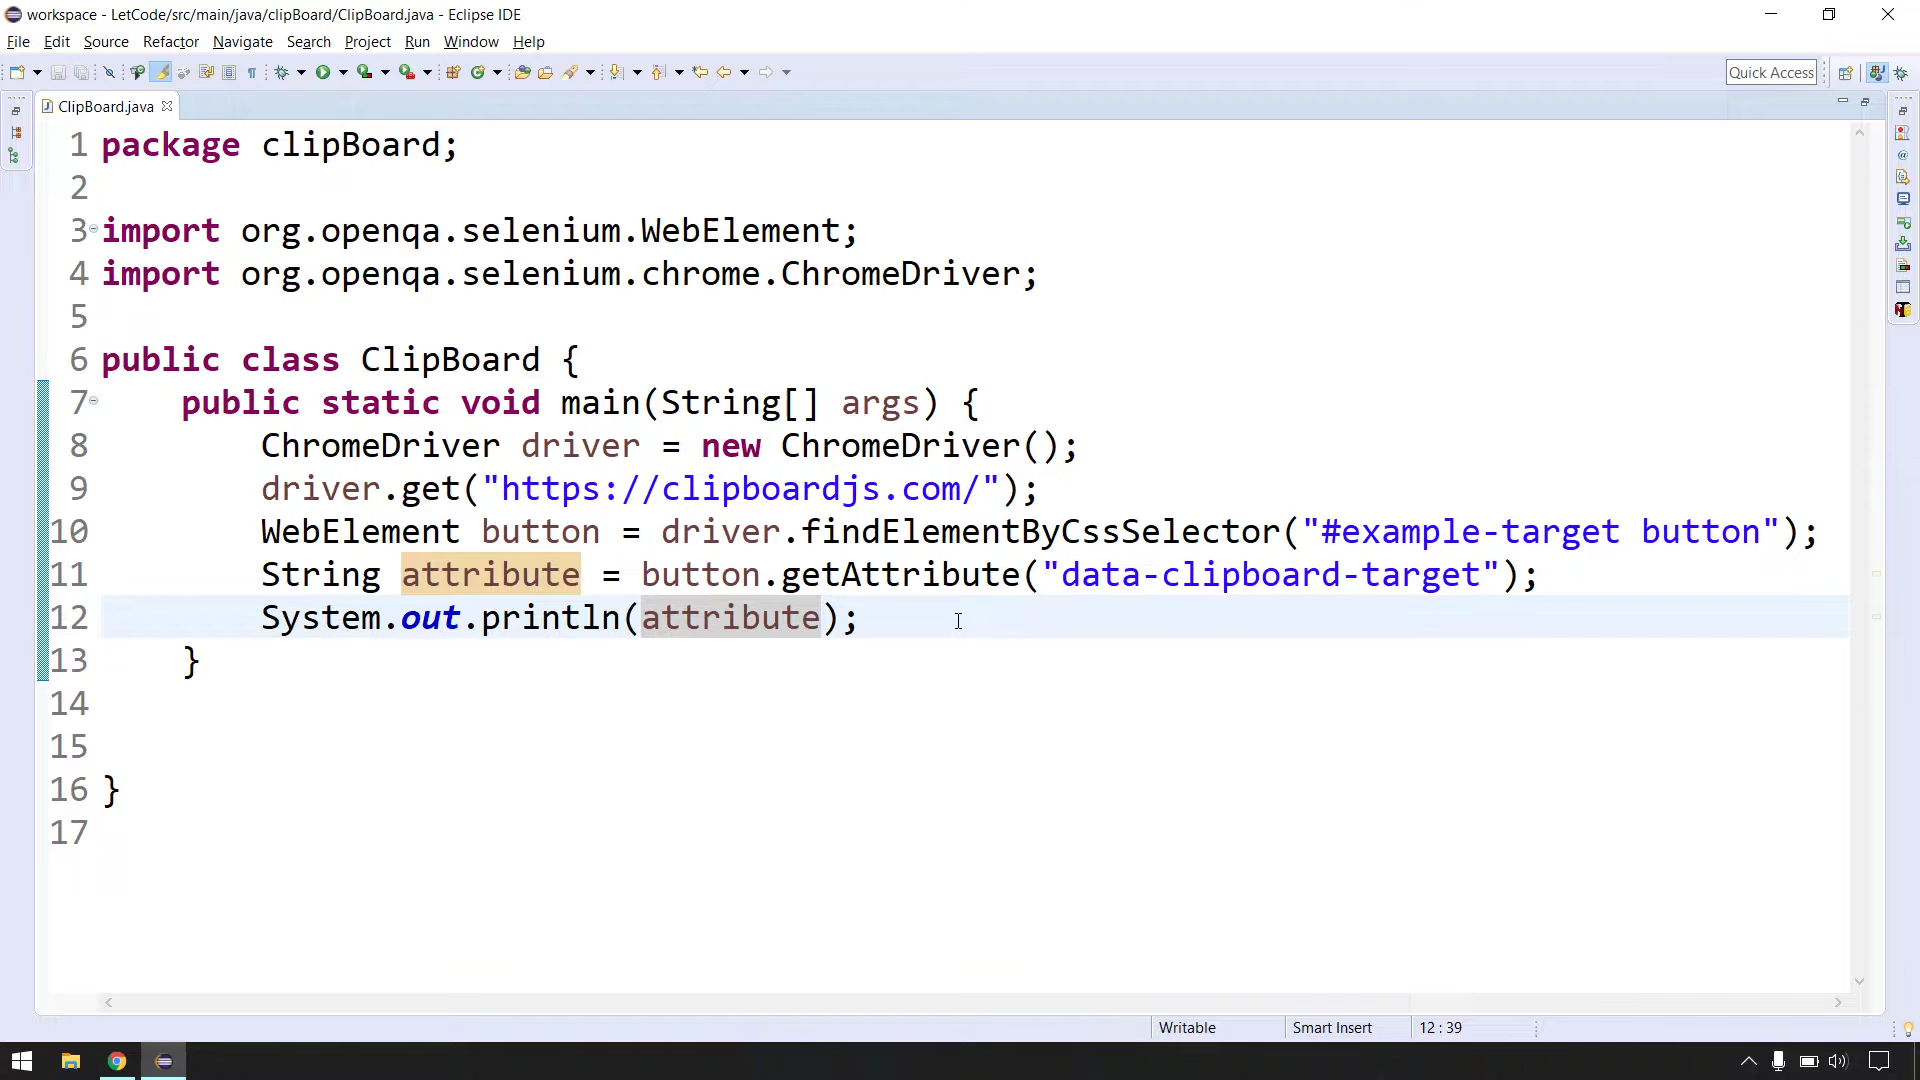 workspace - LetCode/src/main/java/clipBoard/ClipBoard.java - Eclipse IDE
File Edit Source Refactor Navigate Search Project Run Window Help
Quick Access
ClipBoard.java
1 package clipBoard;
2
3 import org.openqa.selenium.WebElement;
4 import org.openqa.selenium.chrome.ChromeDriver;
5
6 public class ClipBoard {
7 public static void main(String[] args) {
8 ChromeDriver driver = new ChromeDriver();
9 driver.get("https://clipboardjs.com/");
10 WebElement button = driver.findElementByCssSelector("#example-target button");
11 String attribute = button.getAttribute("data-clipboard-target");
12 System.out.println(attribute);
13 }
14
15
16 }
17
Writable Smart Insert 12 : 39